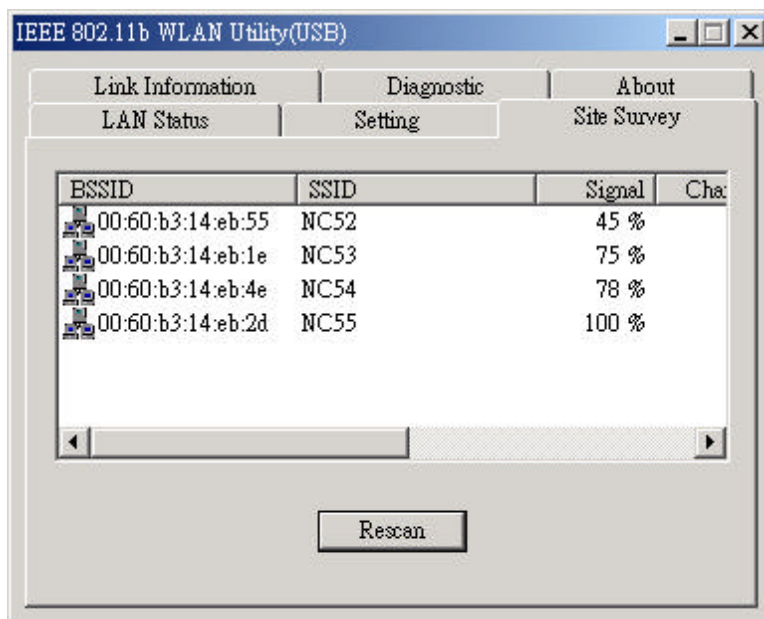 IEEE 802.11b WLAN Utility(USB)
Link Information Diagnostic About
LAN Status Setting Site Survey
BSSID SSID Signal
00:60:b3:14:eb:55 NC52 45 %
00:60:b3:14:eb:1e NC53 75 %
00:60:b3:14:eb:4e NC54 78 %
00:60:b3:14:eb:2d NC55 100 %
Rescan